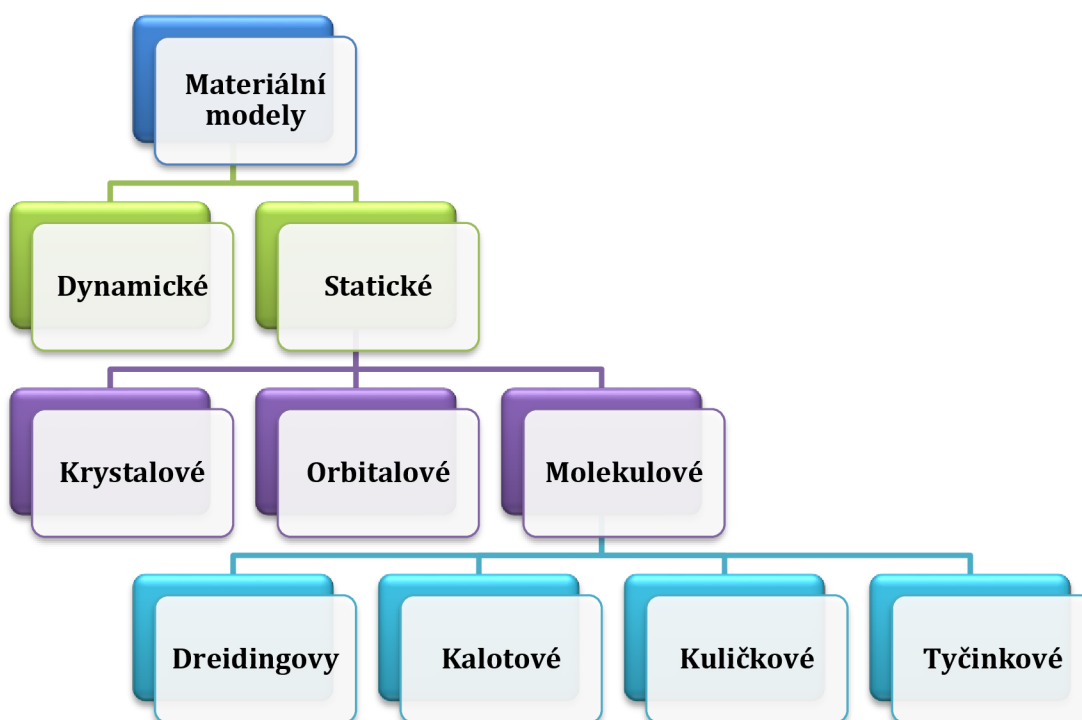 Materiální
modely
Dynamické
Statické
Krystalové
Orbitalové
Molekulové
Dreidingovy
Kalotové
Kuličkové
Tyčinkové